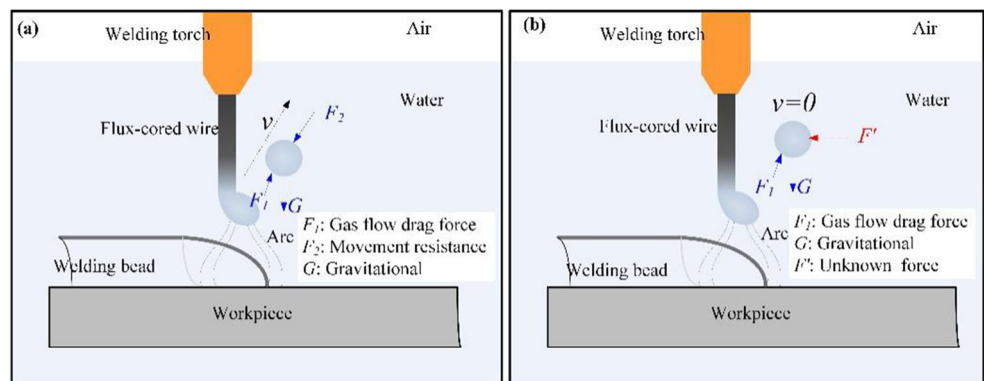 (a)
Welding torch
Air
Water
Flux-cored wire
v
F2
F1
G
Arc
F1: Gas flow drag force
F2: Movement resistance
G: Gravitational
Welding bead
Workpiece
(b)
Welding torch
Air
Water
v=0
Flux-cored wire
F'
F1
G
Arc
F1: Gas flow drag force
G: Gravitational
F': Unknown force
Welding bead
Workpiece